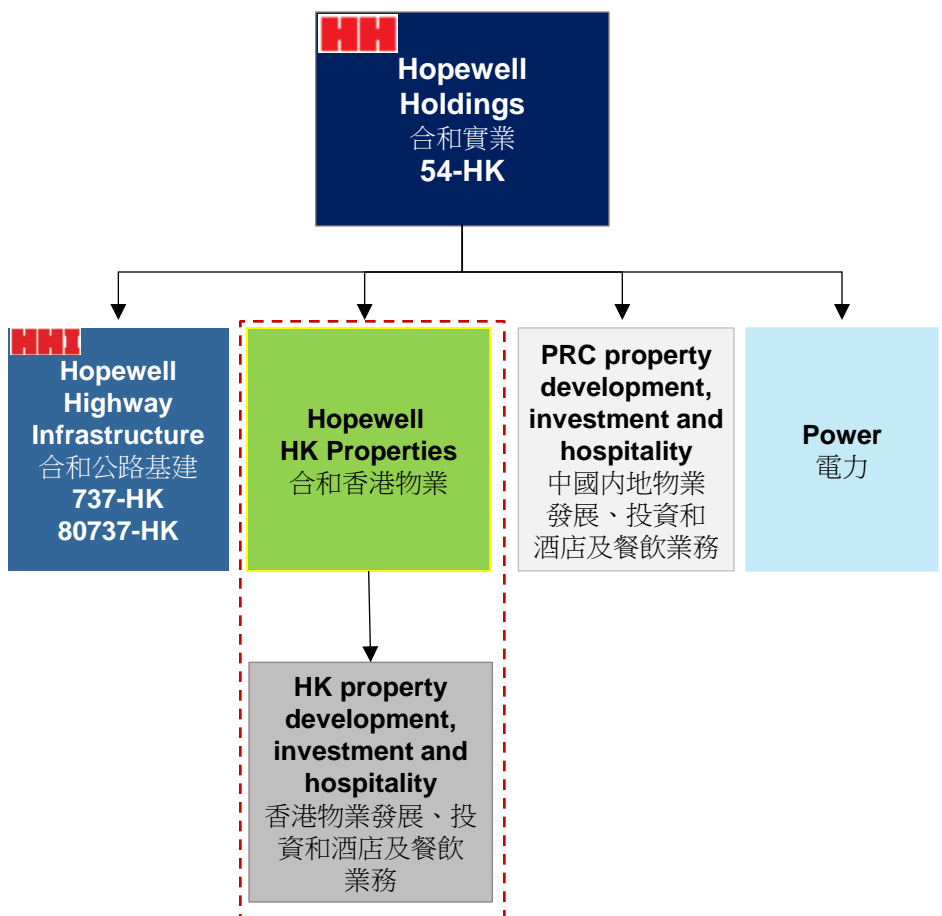 HH
Hopewell
Holdings
合和實業
54-HK
HHI
Hopewell
Highway
Infrastructure
合和公路基建
737-HK
80737-HK
Hopewell
HK Properties
合和香港物業
PRC property
development,
investment and
hospitality
中國内地物業
發展、投資和
酒店及餐飲業務
Power
電力
HK property
development,
investment and
hospitality
香港物業發展、投
資和酒店及餐飲
業務